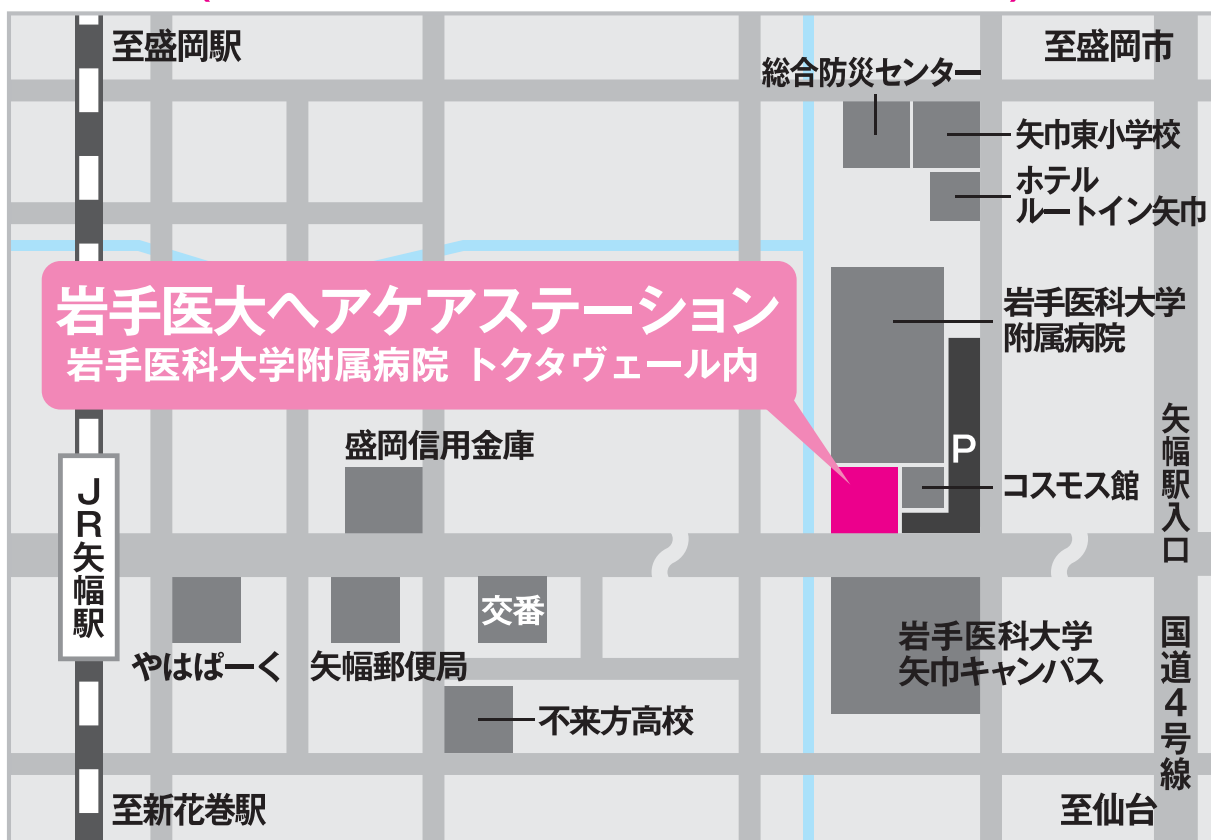 至盛岡駅
至盛岡市
総合防災センター
矢巾東小学校
ホテル
ルートイン矢巾
岩手医大ヘアケアステーション
岩手医科大学附属病院 トクタヴェール内
岩手医科大学
附属病院
盛岡信用金庫
P
コスモス館
矢幅駅入口
JR矢幅駅
交番
やはぱーく
矢幅郵便局
岩手医科大学
矢巾キャンパス
国道4号線
不来方高校
至新花巻駅
至仙台